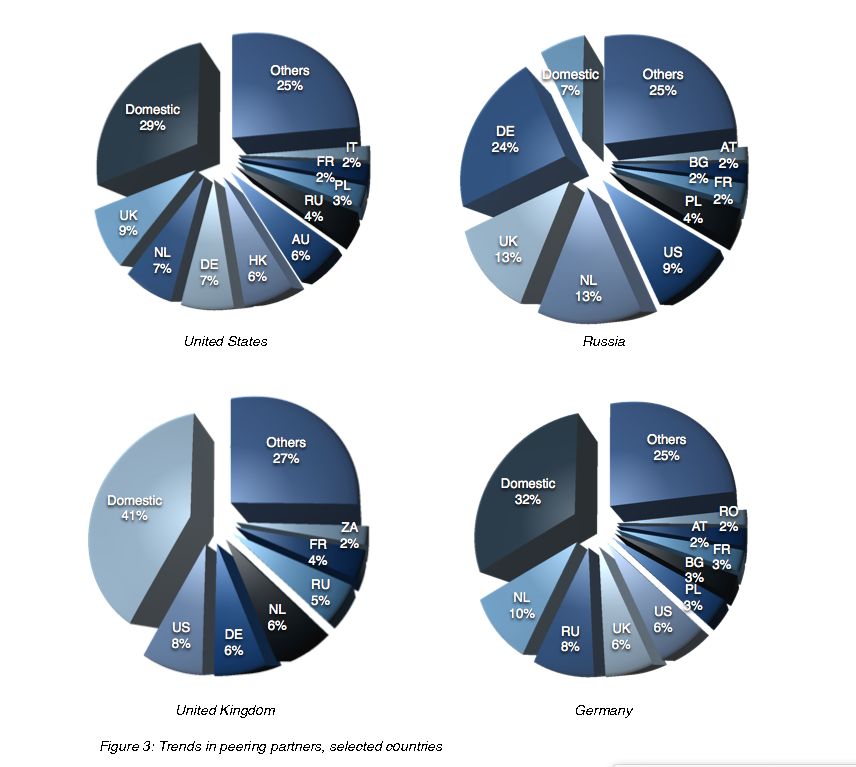 Others
25%
Domestic
29%
IT
2%
FR
2%
PL
3%
RU
4%
AU
6%
HK
6%
DE
7%
NL
7%
UK
9%
United States
Others
25%
Domestic
7%
DE
24%
AT
2%
BG
2%
FR
2%
PL
4%
US
9%
NL
13%
UK
13%
Russia
Others
27%
Domestic
41%
ZA
2%
FR
4%
RU
5%
NL
6%
DE
6%
US
8%
United Kingdom
Others
25%
Domestic
32%
RO
2%
AT
2%
FR
3%
BG
3%
PL
3%
US
6%
UK
6%
RU
8%
NL
10%
Germany
Figure 3: Trends in peering partners, selected countries